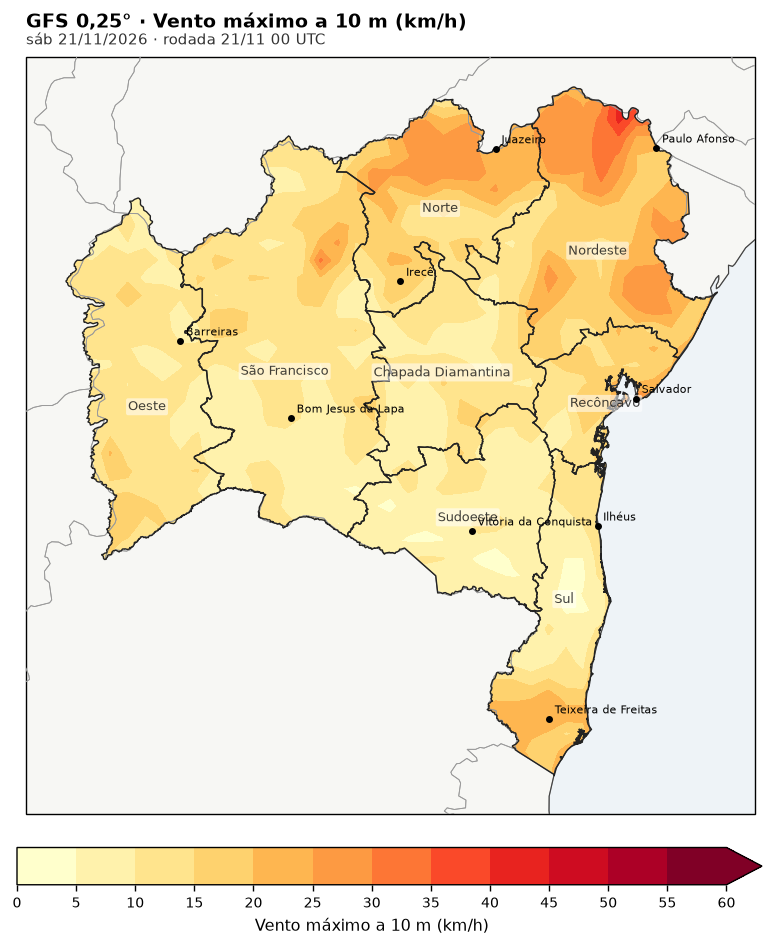 GFS 0,25° · Vento máximo a 10 m (km/h)
sáb 21/11/2026 · rodada 21/11 00 UTC
Juazeiro
Paulo Afonso
Norte
Nordeste
Irecê
Barreiras
São Francisco
Chapada Diamantina
Salvador
Recôncavo
Oeste
Bom Jesus da Lapa
Sudoeste
Vitória da Conquista
Ilhéus
Sul
Teixeira de Freitas
0 5 10 15 20 25 30 35 40 45 50 55 60
Vento máximo a 10 m (km/h)